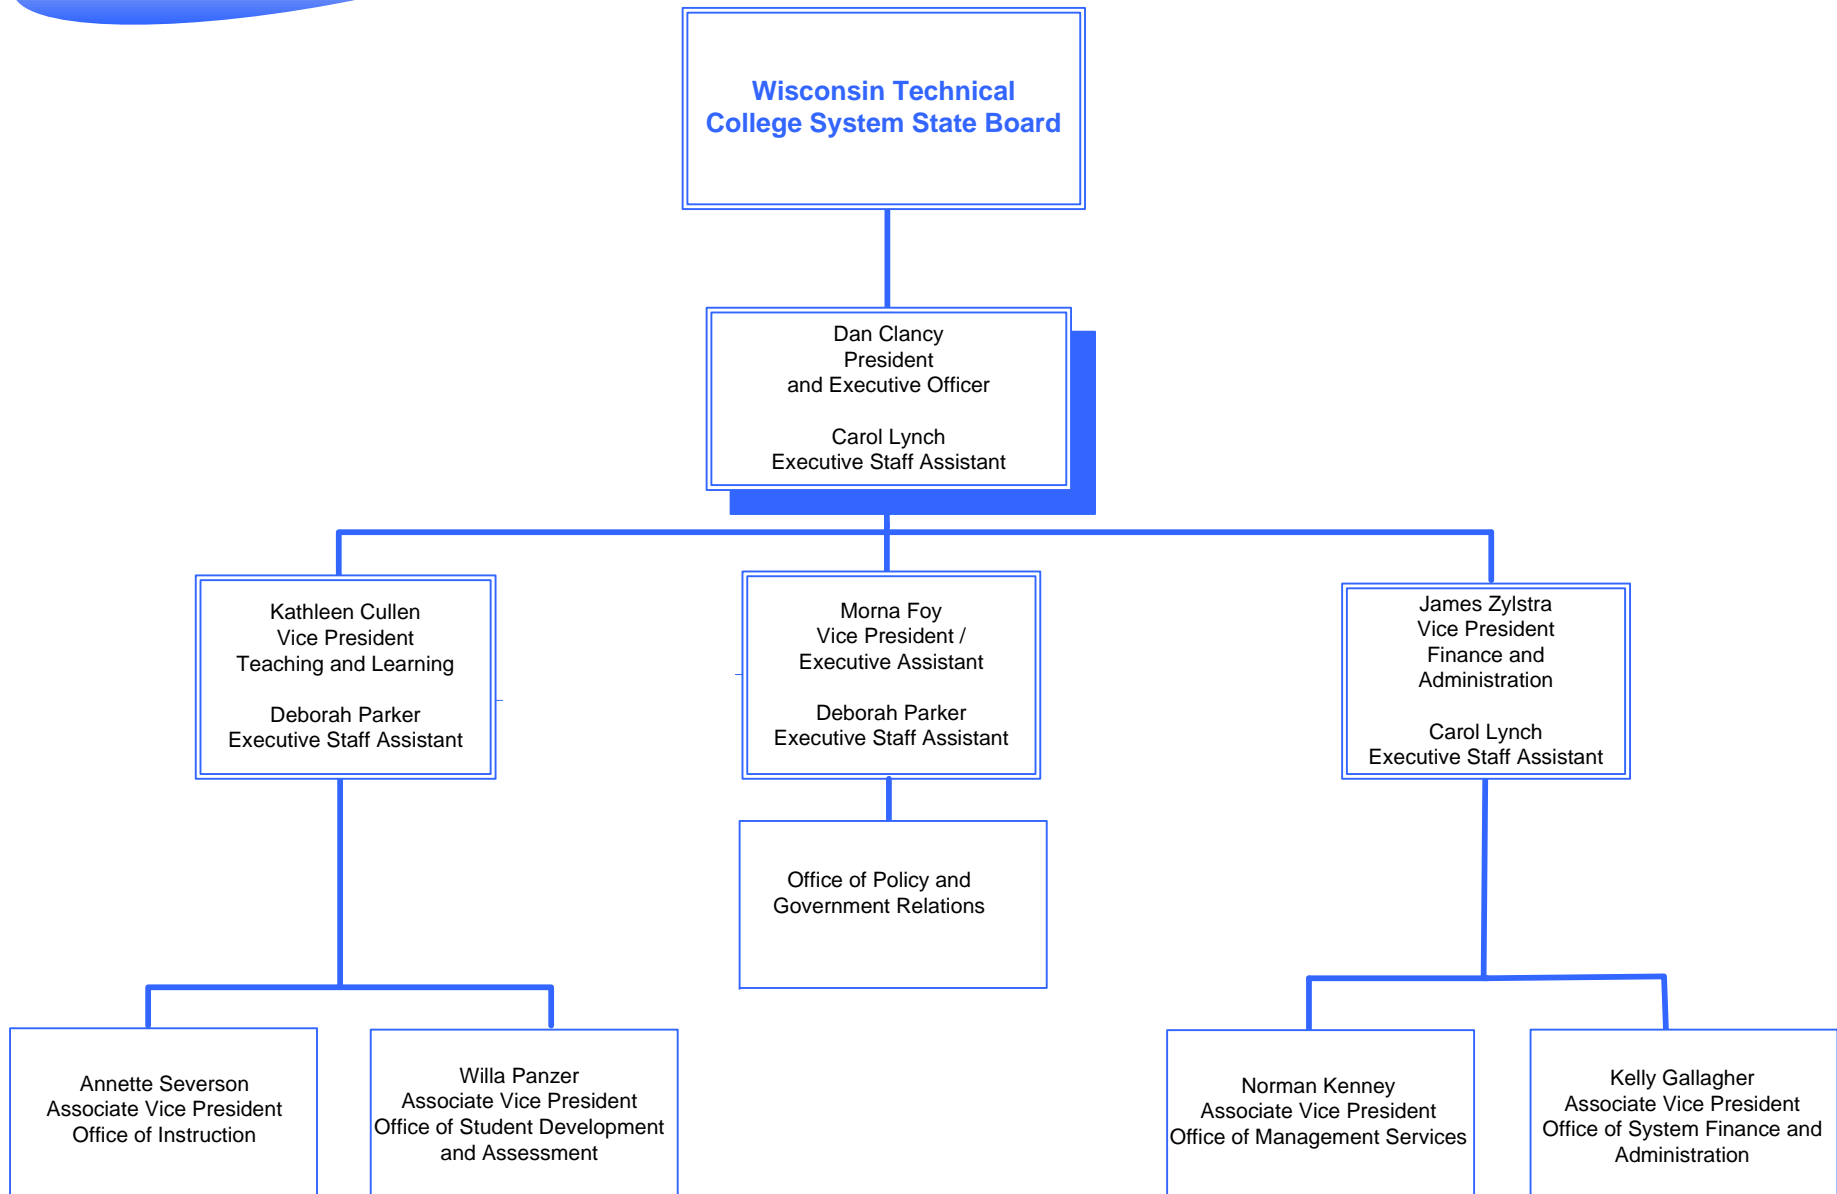 Wisconsin Technical
College System State Board
Dan Clancy
President
and Executive Officer
Carol Lynch
Executive Staff Assistant
Kathleen Cullen
Vice President
Teaching and Learning
Deborah Parker
Executive Staff Assistant
Morna Foy
Vice President /
Executive Assistant
Deborah Parker
Executive Staff Assistant
James Zylstra
Vice President
Finance and
Administration
Carol Lynch
Executive Staff Assistant
Office of Policy and
Government Relations
Annette Severson
Associate Vice President
Office of Instruction
Willa Panzer
Associate Vice President
Office of Student Development
and Assessment
Norman Kenney
Associate Vice President
Office of Management Services
Kelly Gallagher
Associate Vice President
Office of System Finance and
Administration